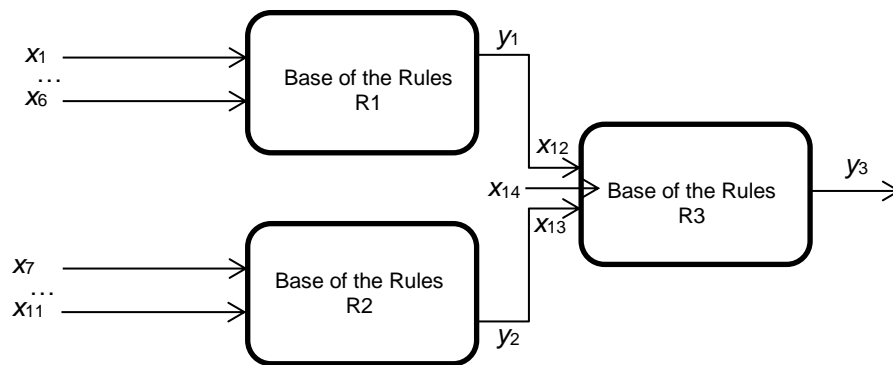 x1
...
x6
Base of the Rules
R1
y1
x12
x14
x13
Base of the Rules
R3
y3
x7
...
x11
Base of the Rules
R2
y2